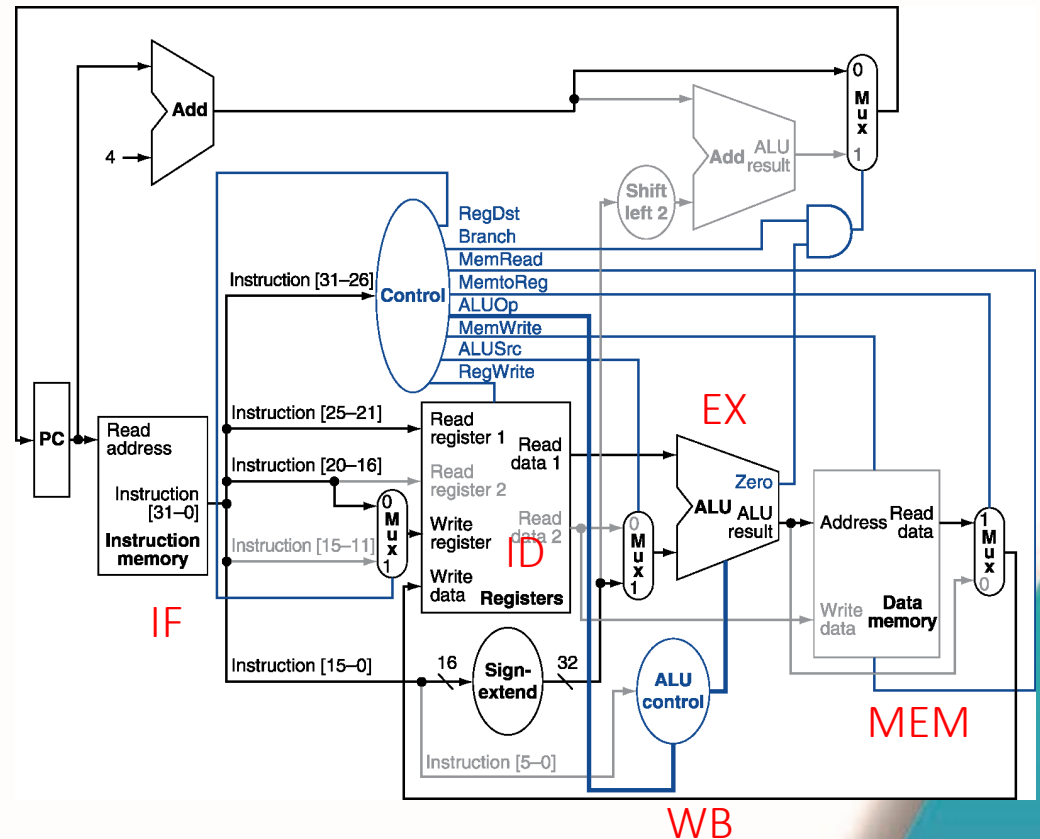 Add
4
0
Mux
1
Add ALU result
Shift left 2
RegDst
Branch
MemRead
MemtoReg
ALUOp
MemWrite
ALUSrc
RegWrite
Instruction [31–26]
Control
PC
Read address
Instruction [31–0]
Instruction memory
IF
Instruction [25–21]
Instruction [20–16]
Instruction [15–11]
0
Mux
1
Read register 1
Read register 2
Write register
Write data
Read data 1
Read data 2
Registers
ID
0
Mux
1
EX
Zero
ALU
ALU result
Address
Read data
Write data
Data memory
MEM
1
Mux
0
Instruction [15–0]
16
Sign-extend
32
ALU control
Instruction [5–0]
WB